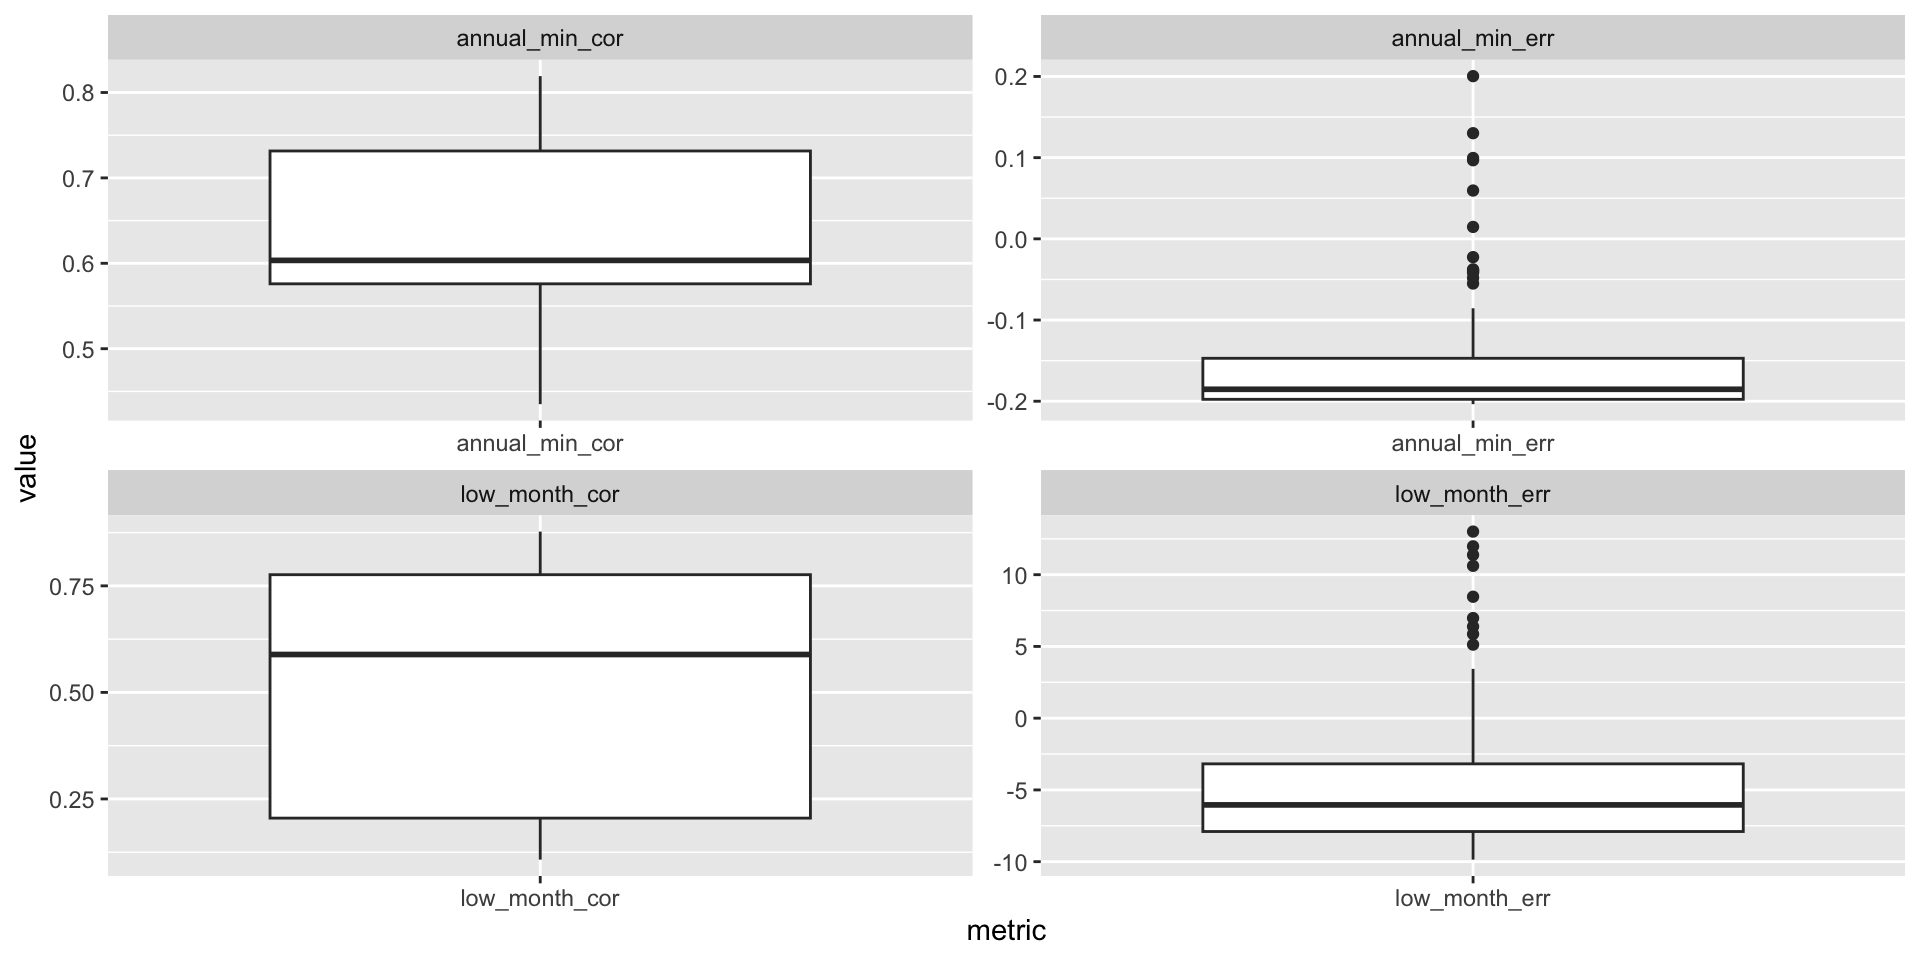 annual_min_cor
annual_min_err
0.8
0.7
0.6
0.5
0.2
0.1
0.0
-0.1
-0.2
annual_min_cor
annual_min_err
value
low_month_cor
low_month_err
0.75
0.50
0.25
10
5
0
-5
-10
low_month_cor
low_month_err
metric